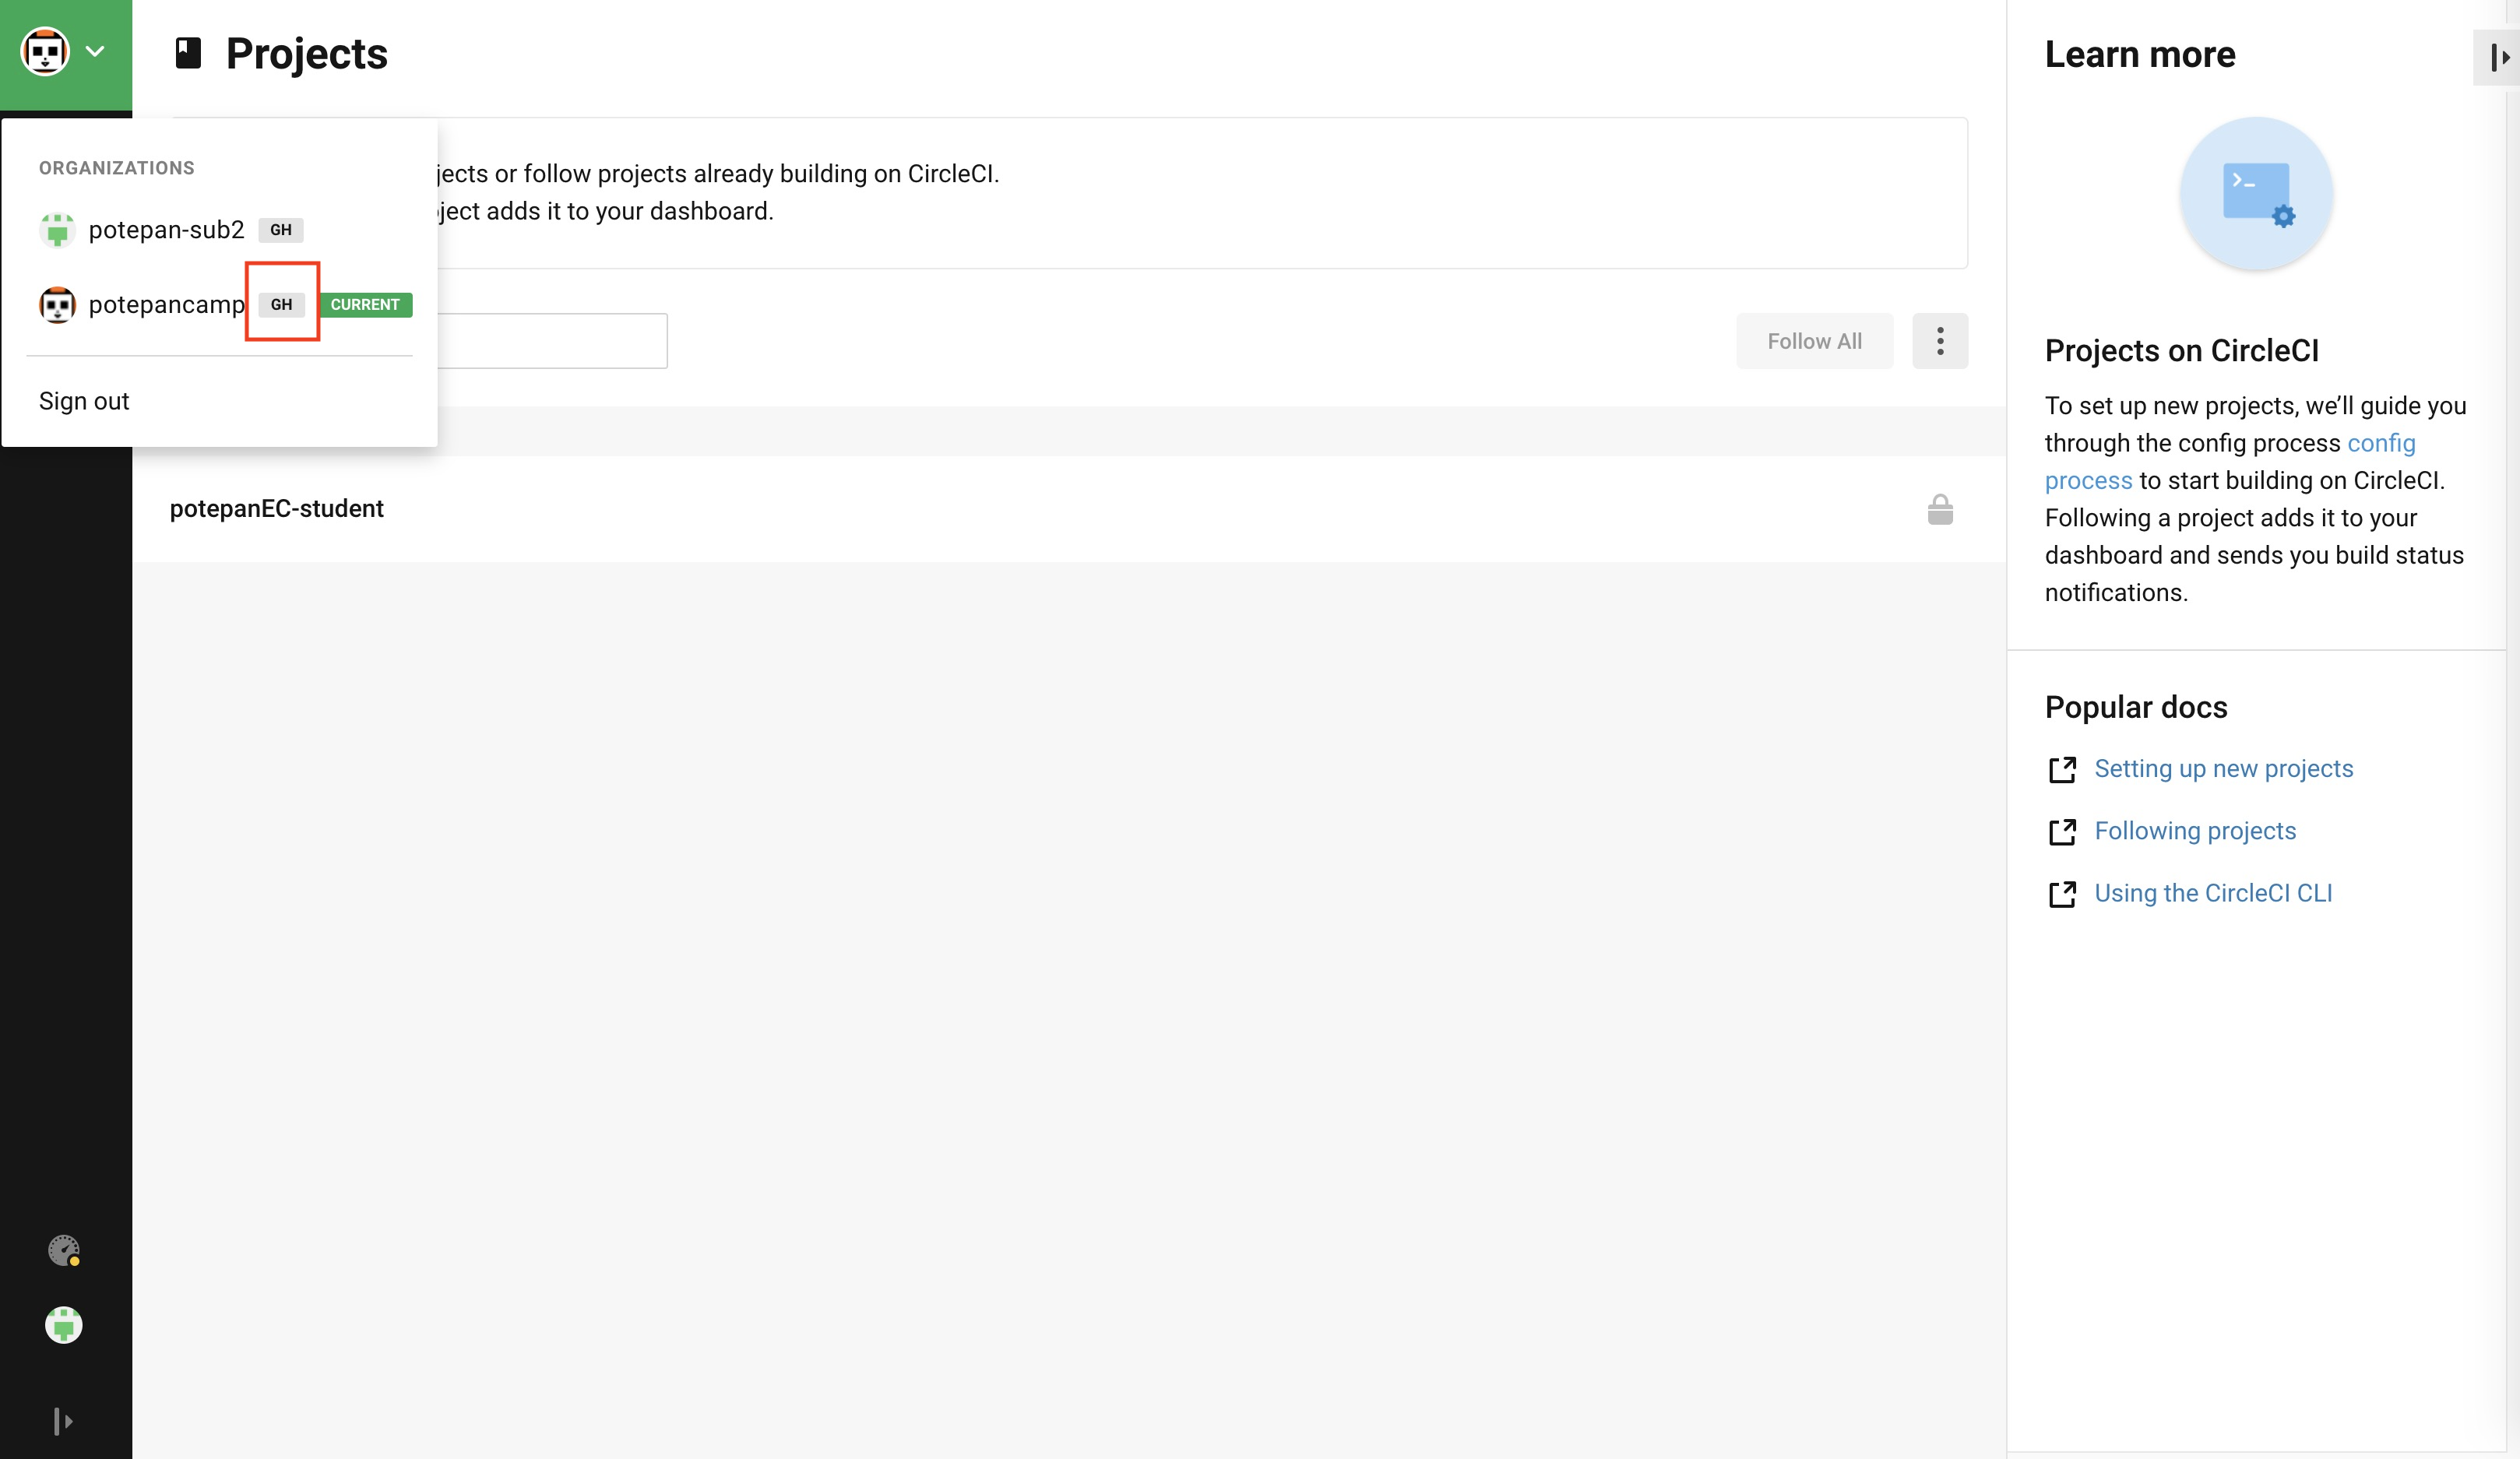 Projects
ORGANIZATIONS
potepan-sub2 GH
potepancamp GH CURRENT
Sign out
jects or follow projects already building on CircleCI.
ject adds it to your dashboard.
Follow All
potepanEC-student
Learn more
Projects on CircleCI
To set up new projects, we’ll guide you
through the config process config
process to start building on CircleCI.
Following a project adds it to your
dashboard and sends you build status
notifications.
Popular docs
Setting up new projects
Following projects
Using the CircleCI CLI